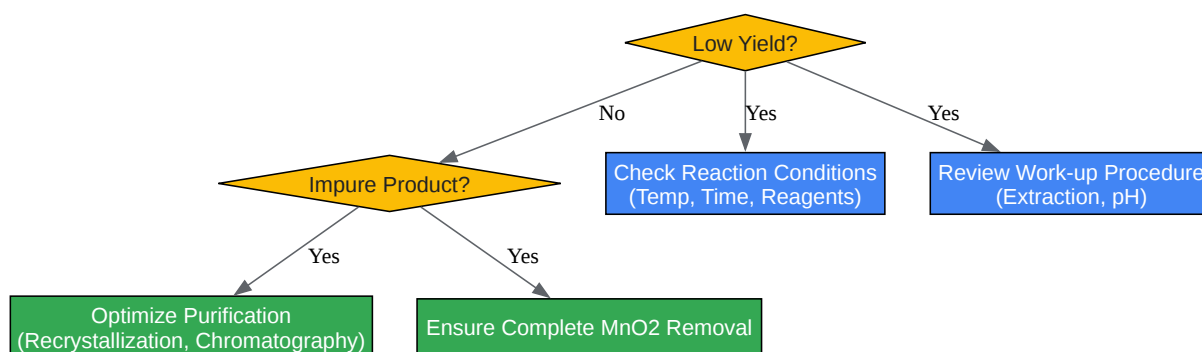 Low Yield?
No
Yes
Yes
Impure Product?
Check Reaction Conditions
(Temp, Time, Reagents)
Review Work-up Procedure
(Extraction, pH)
Yes
Yes
Optimize Purification
(Recrystallization, Chromatography)
Ensure Complete MnO2 Removal